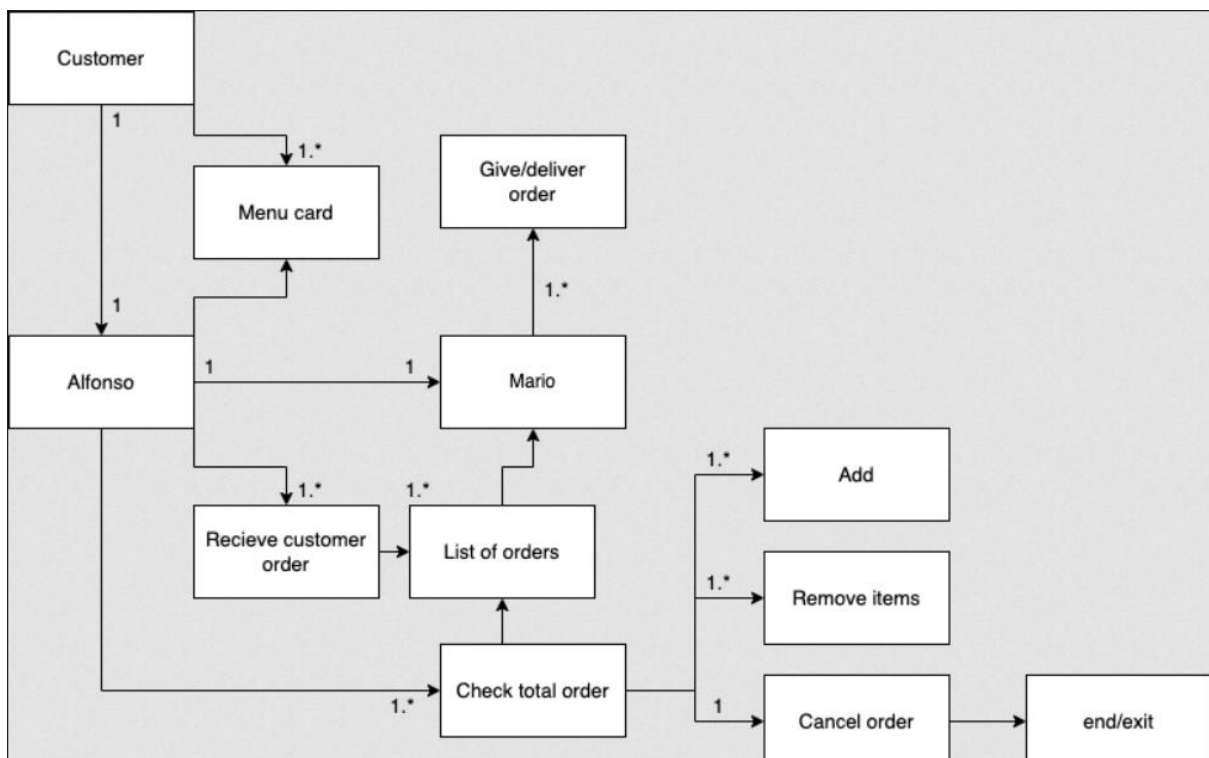 Customer
1
1.*
Menu card
Give/deliver
order
1.*
1
Alfonso
1
1
Mario
1.*
Recieve customer
order
1.*
List of orders
1.*
Add
1.*
Remove items
Check total order
1.*
1
Cancel order
end/exit